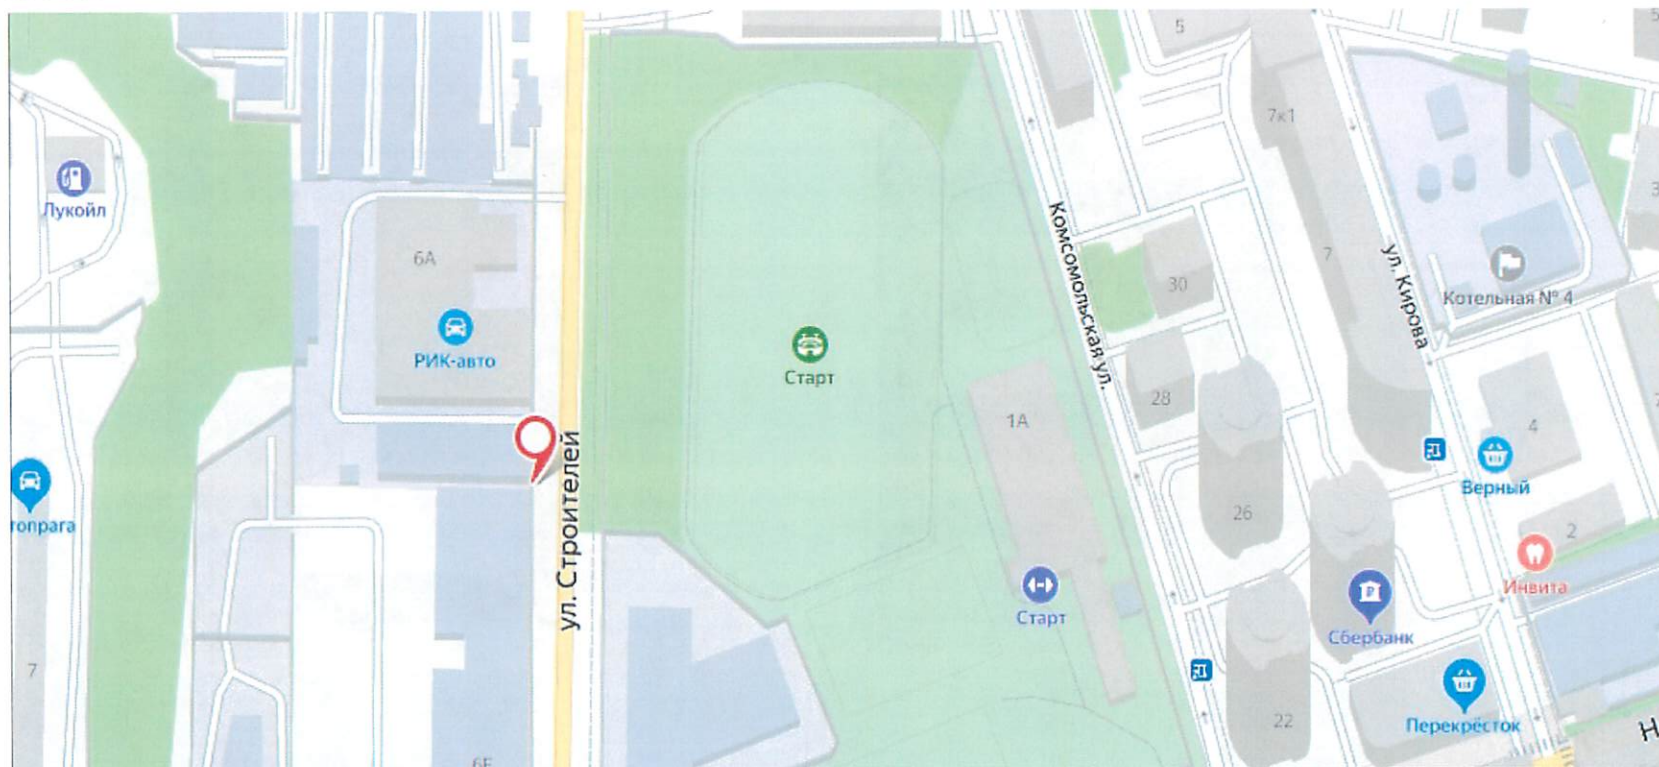 5
7к1
Лукойл
Комсомольская ул.
6А
30
7
ул. Кирова
Котельная № 4
РИК-авто
Старт
28
1А
4
ул. Строителей
Верный
топрага
26
2
Инвита
Старт
Сбербанк
7
22
Перекрёсток
Н